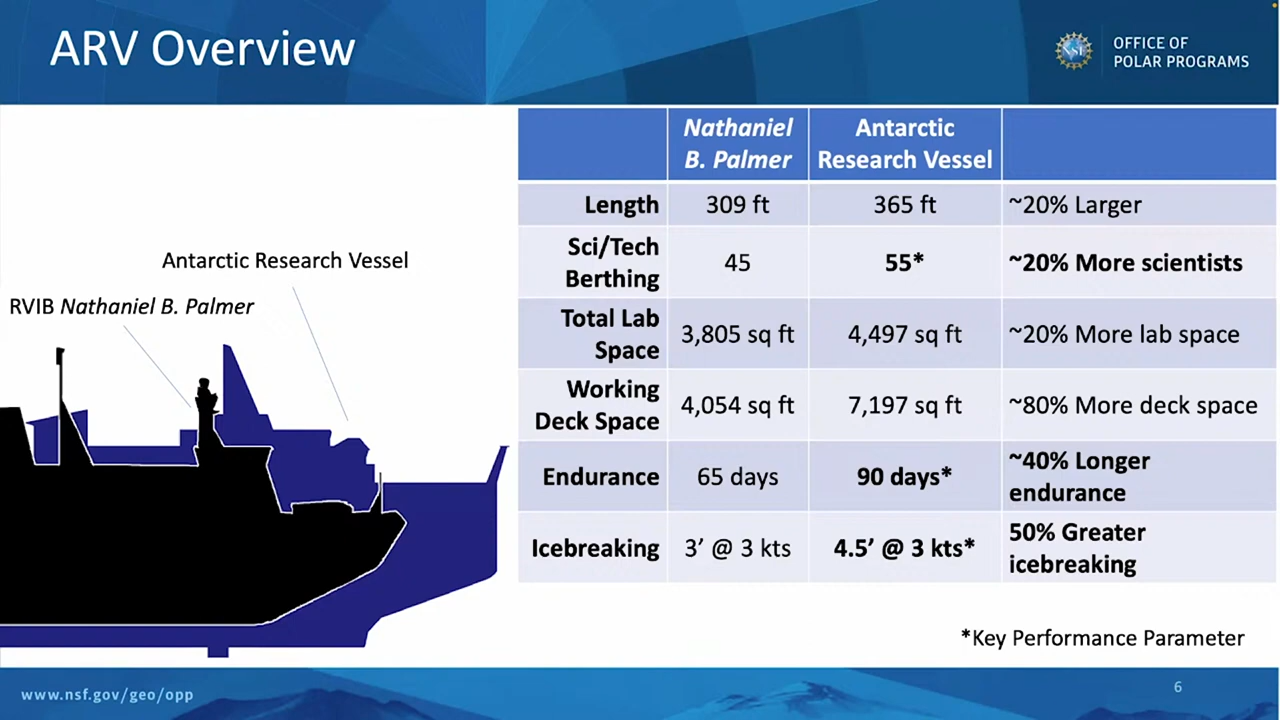 ARV Overview
NSF
OFFICE OF
POLAR PROGRAMS
Antarctic Research Vessel
RVIB Nathaniel B. Palmer
Nathaniel
B. Palmer
Antarctic
Research Vessel
Length
309 ft
365 ft
~20% Larger
Sci/Tech
Berthing
45
55*
~20% More scientists
Total Lab
Space
3,805 sq ft
4,497 sq ft
~20% More lab space
Working
Deck Space
4,054 sq ft
7,197 sq ft
~80% More deck space
Endurance
65 days
90 days*
~40% Longer
endurance
Icebreaking
3’ @ 3 kts
4.5’ @ 3 kts*
50% Greater
icebreaking
*Key Performance Parameter
www.nsf.gov/geo/opp
6